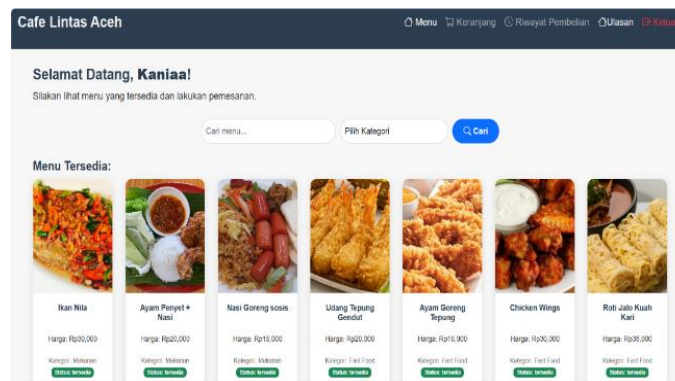 Cafe Lintas Aceh
Menu Keranjang Riwayat Pembelian Ulasan Keluar
Selamat Datang, Kaniaa!
Silakan lihat menu yang tersedia dan lakukan pemesanan.
Cari menu... Pilih Kategori Cari
Menu Tersedia:
Ikan Nila
Harga: Rp30,000
Kategori: Makanan
Status: tersedia
Ayam Penyet + Nasi
Harga: Rp20,000
Kategori: Makanan
Status: tersedia
Nasi Goreng sosis
Harga: Rp15,000
Kategori: Makanan
Status: tersedia
Udang Tepung
Gendut
Harga: Rp20,000
Kategori: Fast Food
Status: tersedia
Ayam Goreng
Tepung
Harga: Rp10,000
Kategori: Fast Food
Status: tersedia
Chicken Wings
Harga: Rp30,000
Kategori: Fast Food
Status: tersedia
Roti Jalo Kuah
Kari
Harga: Rp35,000
Kategori: Fast Food
Status: tersedia